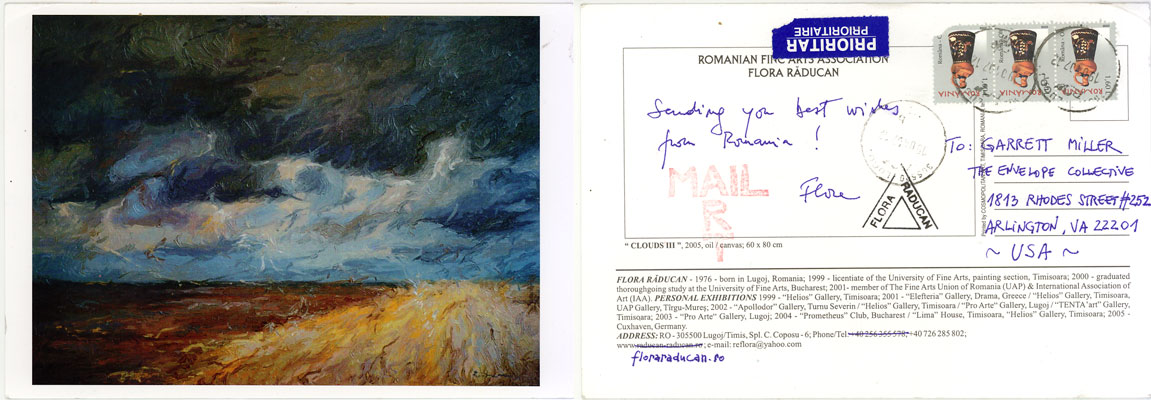 PRIORITAR
PRIORITAIRE
ROMANIAN FINE ARTS ASSOCIATION
FLORA RĂDUCAN
Sending you best wishes
from Romania !
Flora
MAIL
ART
FLORA RADUCAN
România
România
România
ROMANIA
ROMANIA
ROMANIA
TO: GARRETT MILLER
THE ENVELOPE COLLECTIVE
1813 RHODES STREET #252
ARLINGTON, VA 22201
~ USA ~
" CLOUDS III ", 2005, oil / canvas; 60 x 80 cm
FLORA RĂDUCAN - 1976 - born in Lugoj, Romania; 1999 - licentiate of the University of Fine Arts, painting section, Timisoara; 2000 - graduated
thoroughgoing study at the University of Fine Arts, Bucharest; 2001- member of The Fine Arts Union of Romania (UAP) & International Association of
Art (IAA). PERSONAL EXHIBITIONS 1999 - "Helios" Gallery, Timisoara; 2001 - "Elefteria" Gallery, Drama, Greece / "Helios" Gallery, Timisoara,
UAP Gallery, Tîrgu-Mureş; 2002 - "Apollodor" Gallery, Turnu Severin / "Helios" Gallery, Timisoara / "Pro Arte" Gallery, Lugoj / "TENTA'art" Gallery,
Timisoara; 2003 - "Pro Arte" Gallery, Lugoj; 2004 - "Prometheus" Club, Bucharest / "Lima" House, Timisoara, "Helios" Gallery, Timisoara; 2005 -
Cuxhaven, Germany.
ADDRESS: RO - 305500 Lugoj/Timis, Spl. C. Coposu - 6; Phone/Tel.+40 256 355 578; +40 726 285 802;
www.raducan-raducan.ro; e-mail: reflora@yahoo.com
floraraducan.ro